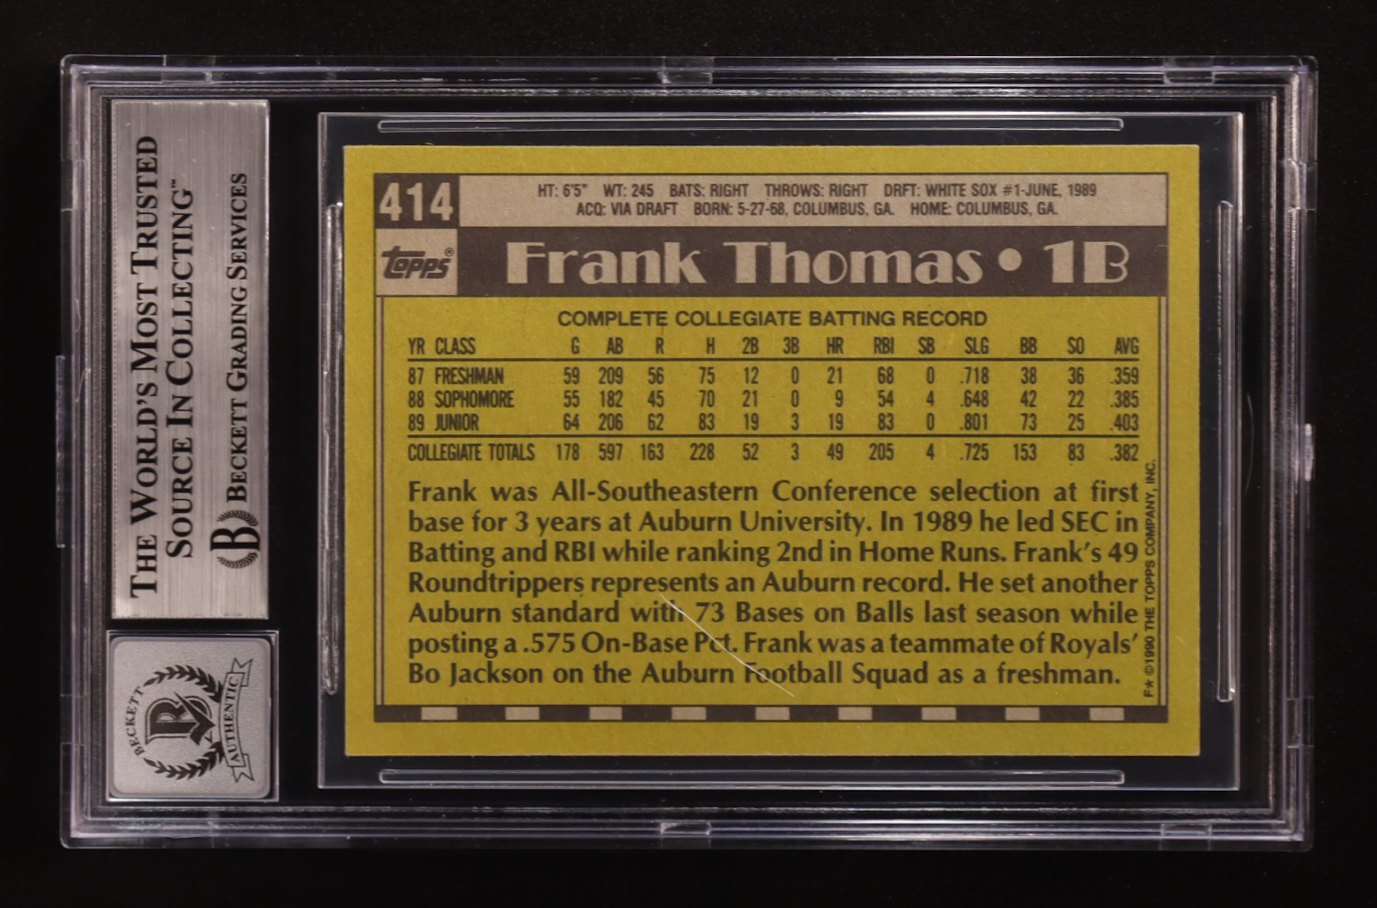 THE WORLD'S MOST TRUSTED
SOURCE IN COLLECTING™
B BECKETT GRADING SERVICES
BECKETT
B
AUTHENTIC
414
HT: 6'5" WT: 245 BATS: RIGHT THROWS: RIGHT DRFT: WHITE SOX #1-JUNE, 1989
ACQ: VIA DRAFT BORN: 5-27-68, COLUMBUS, GA. HOME: COLUMBUS, GA.
TOPPS®
Frank Thomas • 1B
COMPLETE COLLEGIATE BATTING RECORD
YR CLASS G AB R H 2B 3B HR RBI SB SLG BB SO AVG
87 FRESHMAN 59 209 56 75 12 0 21 68 0 .718 38 36 .359
88 SOPHOMORE 55 182 45 70 21 0 9 54 4 .648 42 22 .385
89 JUNIOR 64 206 62 83 19 3 19 83 0 .801 73 25 .403
COLLEGIATE TOTALS 178 597 163 228 52 3 49 205 4 .725 153 83 .382
Frank was All-Southeastern Conference selection at first
base for 3 years at Auburn University. In 1989 he led SEC in
Batting and RBI while ranking 2nd in Home Runs. Frank's 49
Roundtrippers represents an Auburn record. He set another
Auburn standard with 73 Bases on Balls last season while
posting a .575 On-Base Pct. Frank was a teammate of Royals'
Bo Jackson on the Auburn Football Squad as a freshman.
F★ ©1990 THE TOPPS COMPANY, INC.